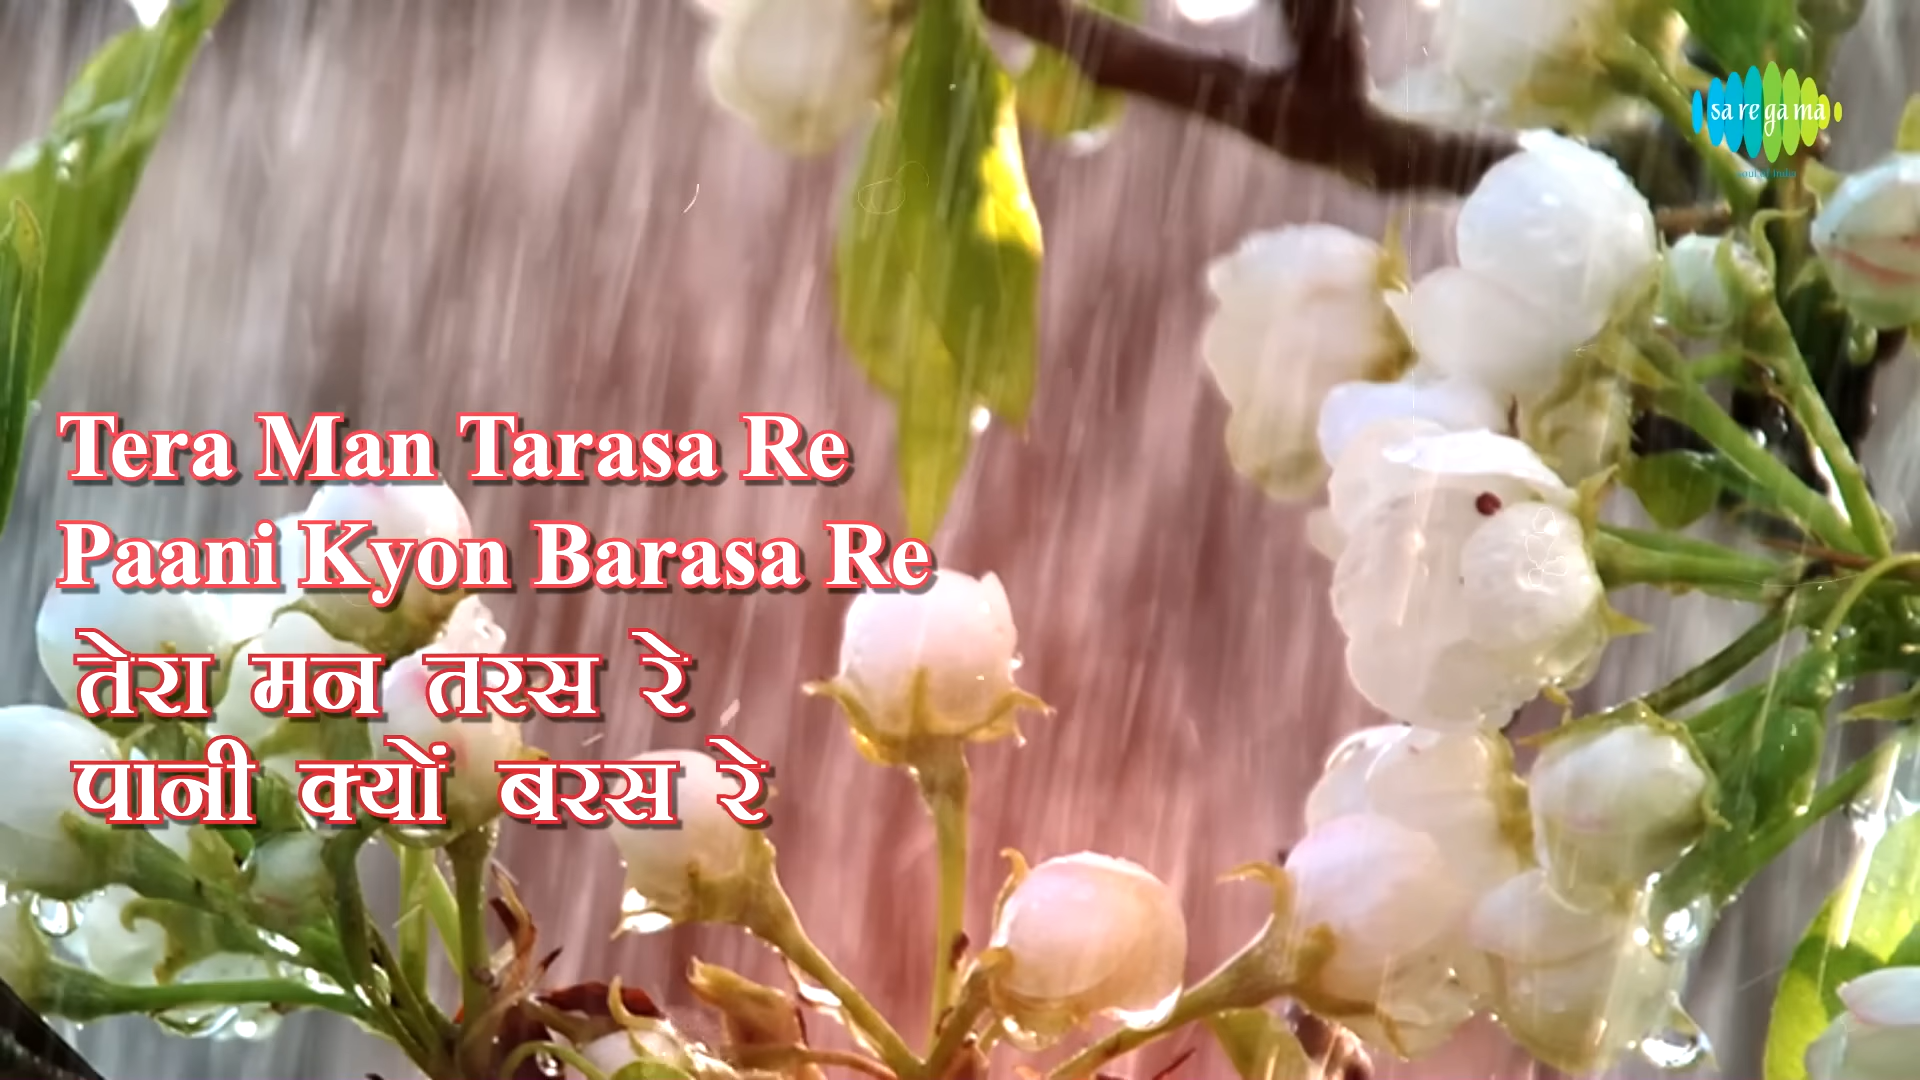 sa re ga ma
Tera Man Tarasa Re
Paani Kyon Barasa Re
तेरा मन तरस रे
पानी क्यों बरस रे